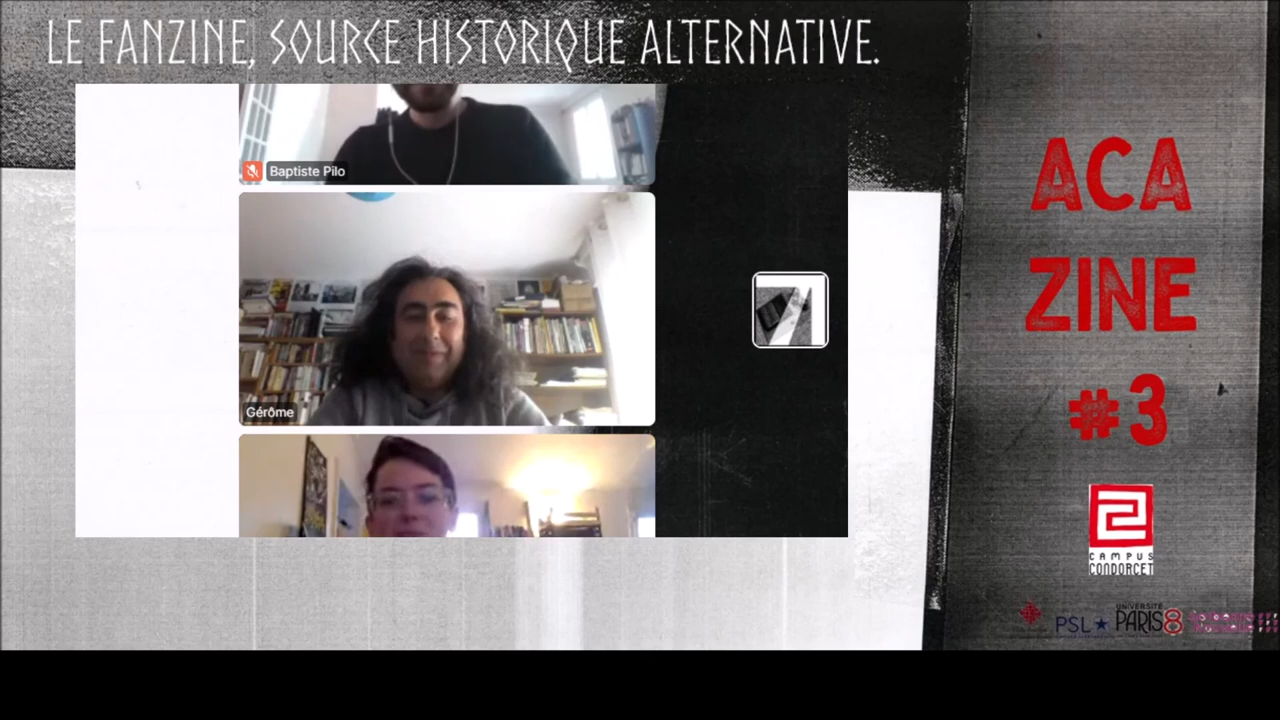 LE FANZINE, SOURCE HISTORIQUE ALTERNATIVE.
Baptiste Pilo
Gérôme
ACA
ZINE
#3
CAMPUS
CONDORCET
PSL
UNIVERSITÉ
PARIS8